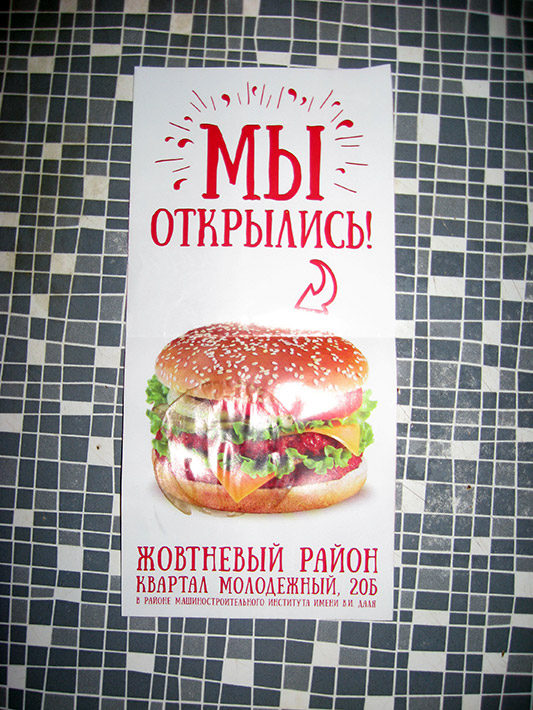 МЫ
ОТКРЫЛИСЬ!
ЖОВТНЕВЫЙ РАЙОН
КВАРТАЛ МОЛОДЕЖНЫЙ, 20Б
В РАЙОНЕ МАШИНОСТРОИТЕЛЬНОГО ИНСТИТУТА ИМЕНИ В.И. ДАЛЯ